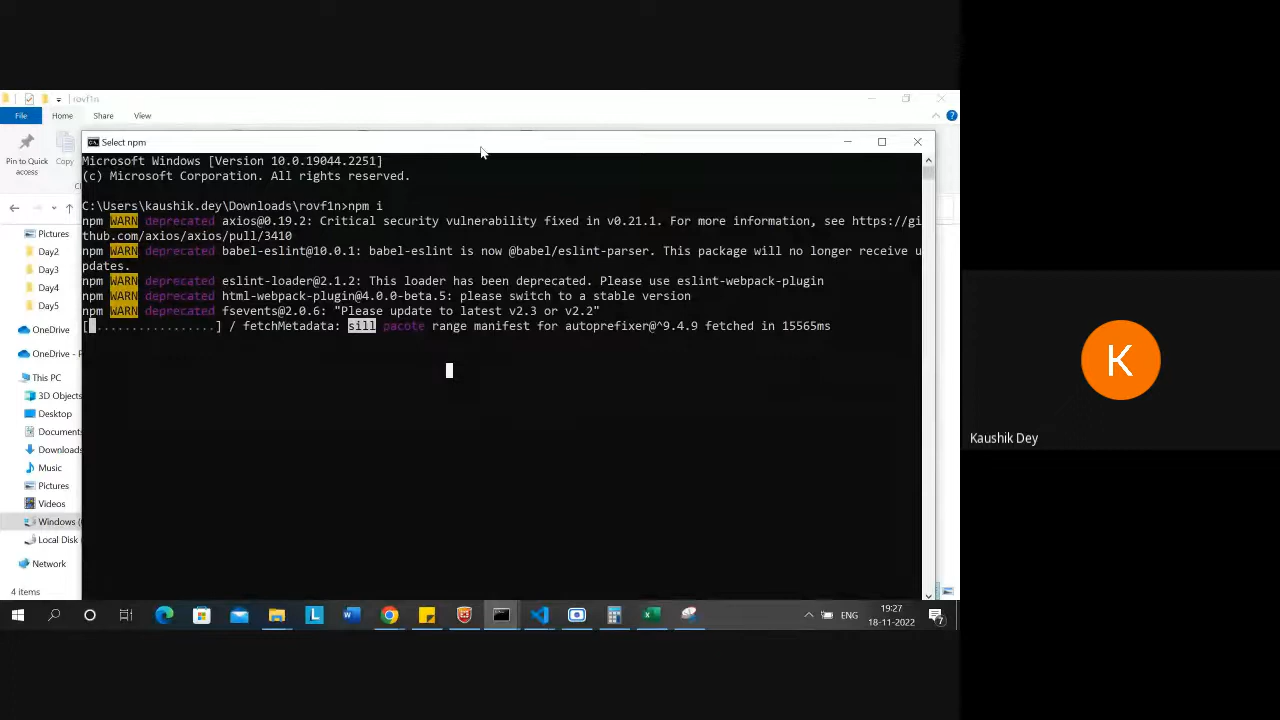 rovf1n
File Home Share View
Pin to Quick
access
Copy
Select npm
Microsoft Windows [Version 10.0.19044.2251]
(c) Microsoft Corporation. All rights reserved.
C:\Users\kaushik.dey\Downloads\rovf1n>npm i
npm WARN deprecated axios@0.19.2: Critical security vulnerability fixed in v0.21.1. For more information, see https://gi
thub.com/axios/axios/pull/3410
npm WARN deprecated babel-eslint@10.0.1: babel-eslint is now @babel/eslint-parser. This package will no longer receive u
pdates.
npm WARN deprecated eslint-loader@2.1.2: This loader has been deprecated. Please use eslint-webpack-plugin
npm WARN deprecated html-webpack-plugin@4.0.0-beta.5: please switch to a stable version
npm WARN deprecated fsevents@2.0.6: "Please update to latest v2.3 or v2.2"
[ ................] / fetchMetadata: sill pacote range manifest for autoprefixer@^9.4.9 fetched in 15565ms
Pictures
Day2
Day3
Day4
Day5
OneDrive
OneDrive - P
This PC
3D Objects
Desktop
Documents
Downloads
Music
Pictures
Videos
Windows (
Local Disk
Network
4 items
ENG
19:27
18-11-2022
7
K
Kaushik Dey